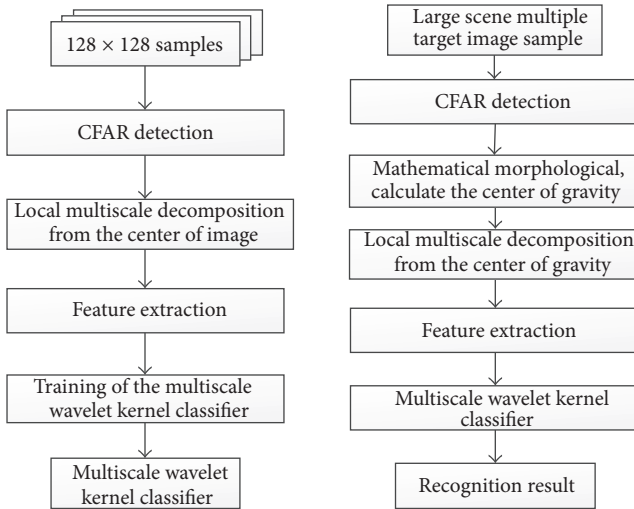 128 × 128 samples
CFAR detection
Local multiscale decomposition
from the center of image
Feature extraction
Training of the multiscale
wavelet kernel classifier
Multiscale wavelet
kernel classifier
Large scene multiple
target image sample
CFAR detection
Mathematical morphological,
calculate the center of gravity
Local multiscale decomposition
from the center of gravity
Feature extraction
Multiscale wavelet kernel
classifier
Recognition result